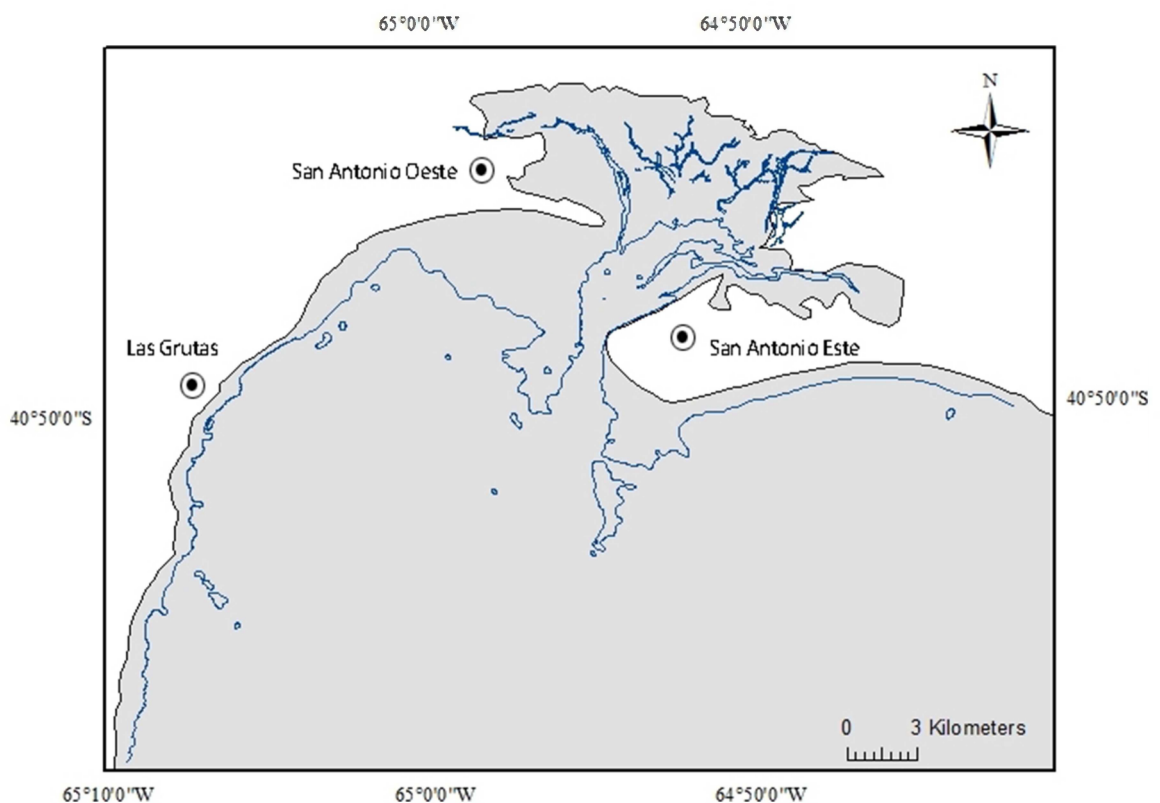 65°0'0"W 64°50'0"W
N
San Antonio Oeste
Las Grutas
San Antonio Este
40°50'0"S 40°50'0"S
0 3 Kilometers
65°10'0"W 65°0'0"W 64°50'0"W